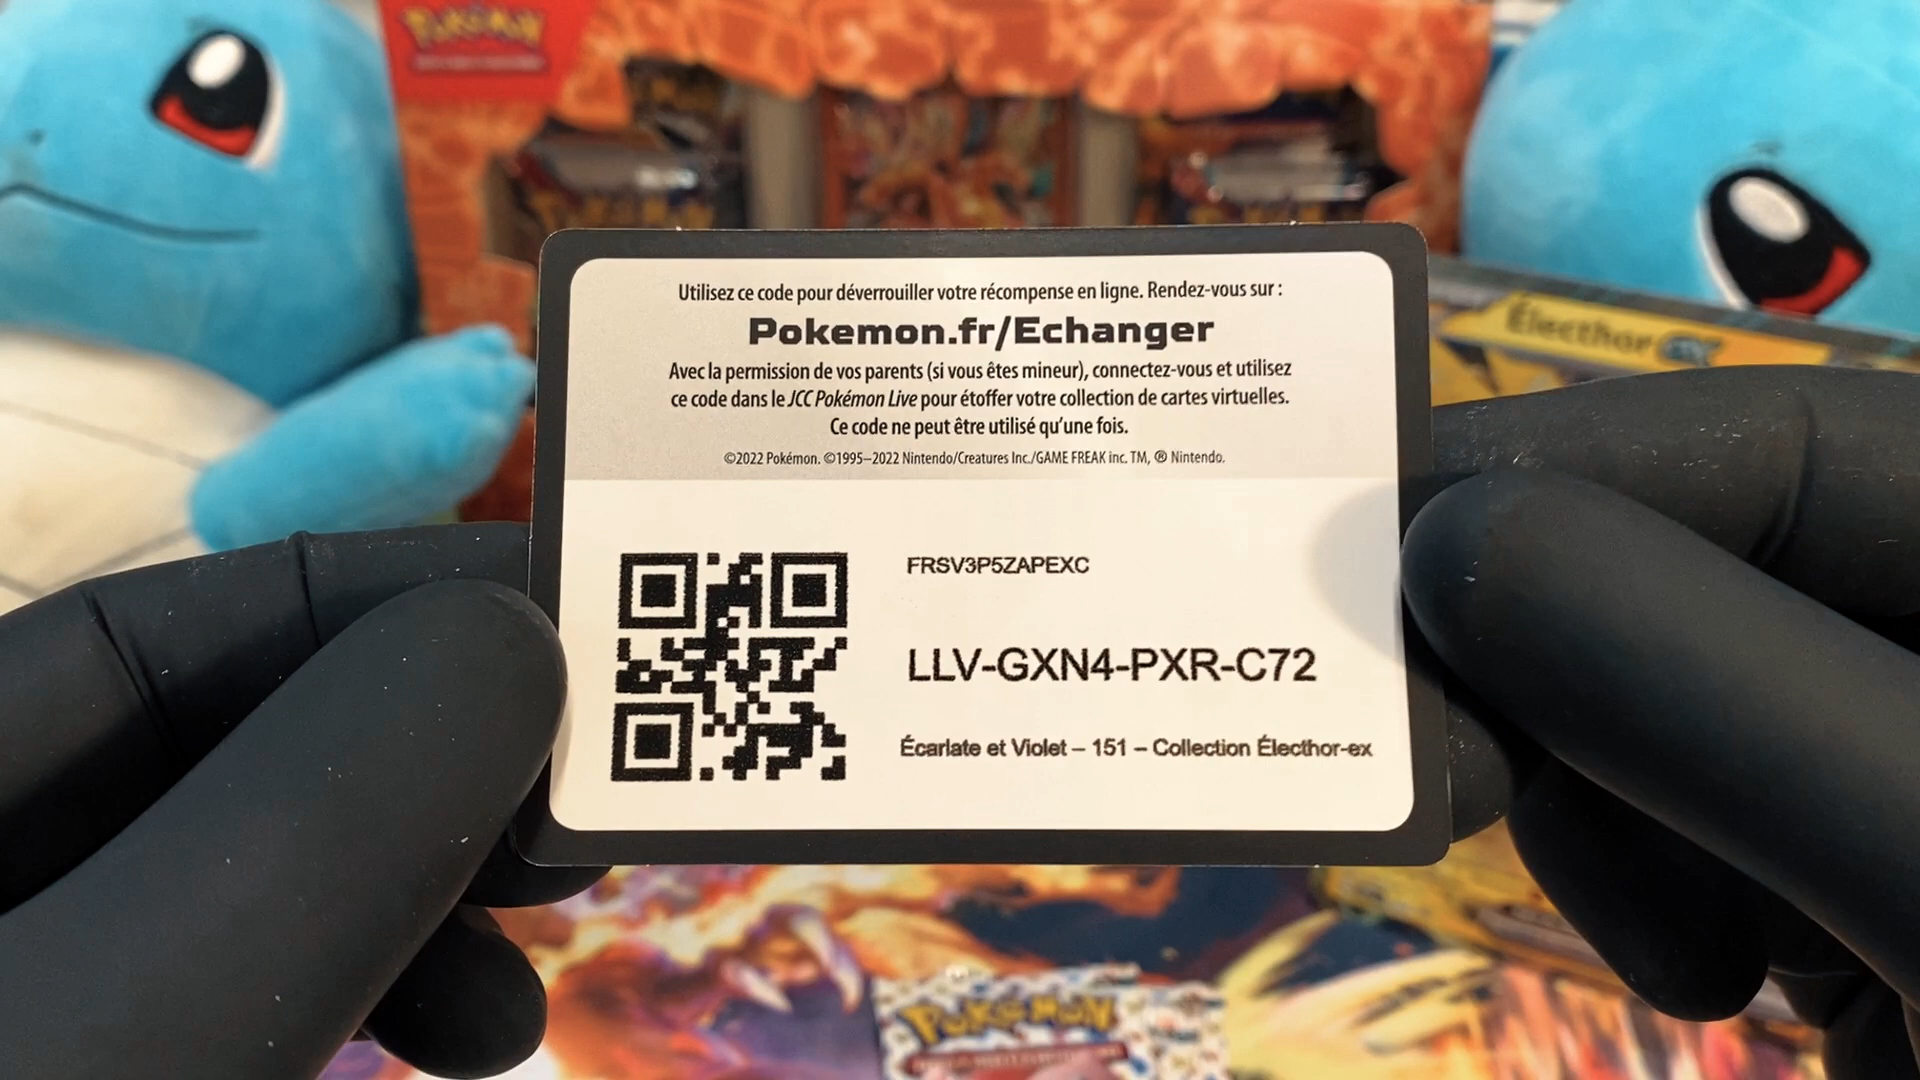 POKéMON
Électhor ex
Utilisez ce code pour déverrouiller votre récompense en ligne. Rendez-vous sur :
Pokemon.fr/Echanger
Avec la permission de vos parents (si vous êtes mineur), connectez-vous et utilisez
ce code dans le JCC Pokémon Live pour étoffer votre collection de cartes virtuelles.
Ce code ne peut être utilisé qu'une fois.
©2022 Pokémon. ©1995–2022 Nintendo/Creatures Inc./GAME FREAK inc. TM, ® Nintendo.
FRSV3P5ZAPEXC
LLV-GXN4-PXR-C72
Écarlate et Violet – 151 – Collection Électhor-ex
POKéMON